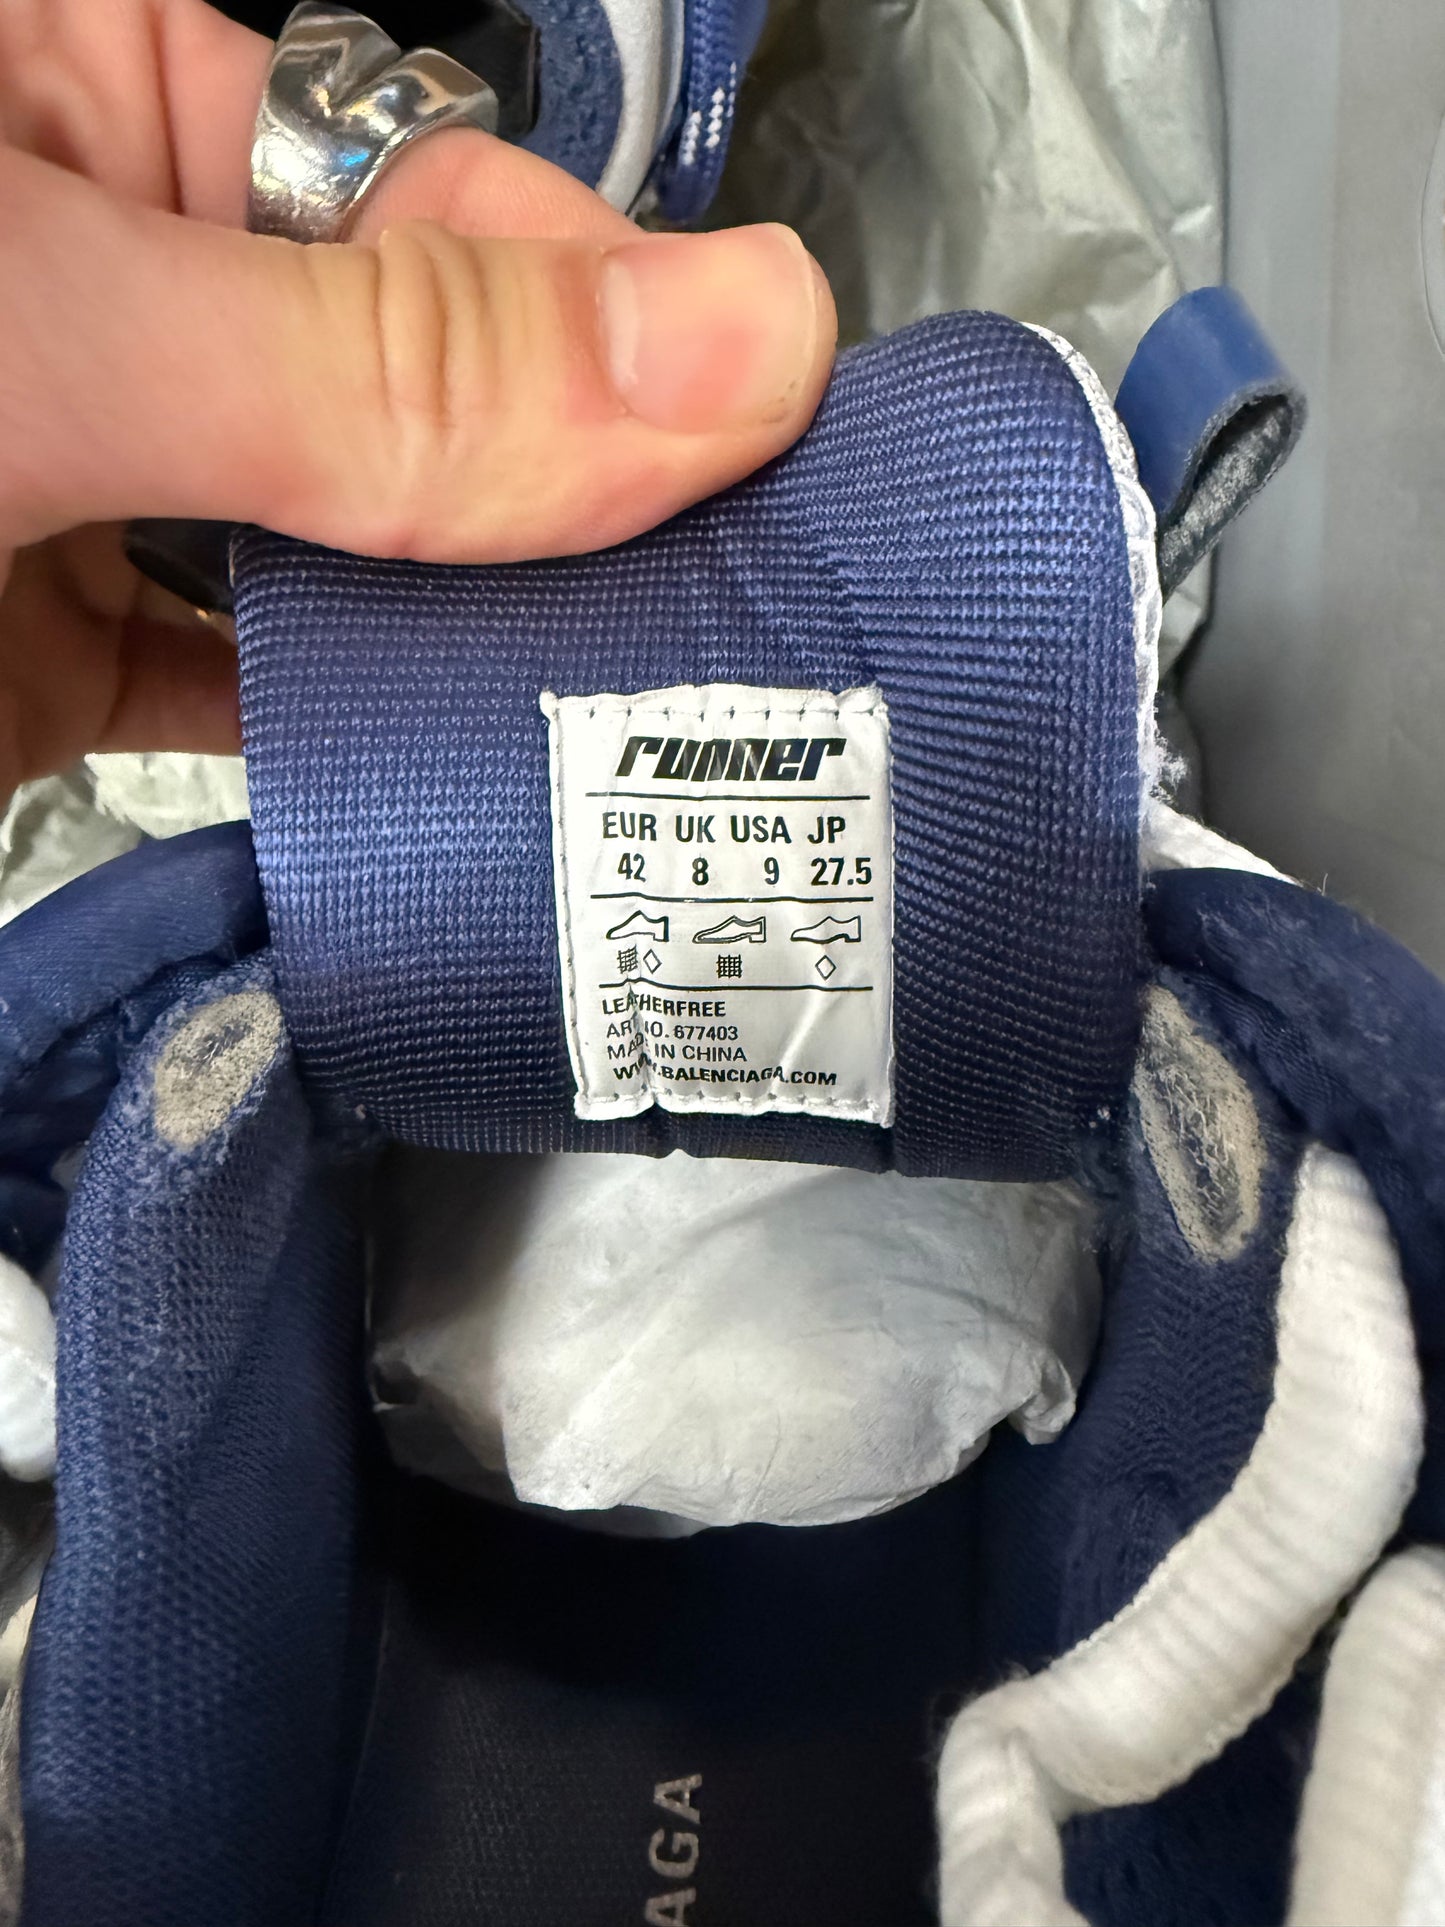 runner
EUR UK USA JP
42 8 9 27.5
LEATHERFREE
ART NO. 677403
MADE IN CHINA
WWW.BALENCIAGA.COM
IAGA